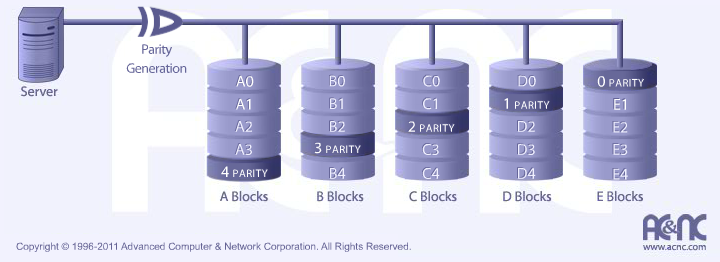 Parity
Generation
Server
A0 B0 C0 D0 0 PARITY
A1 B1 C1 1 PARITY E1
A2 B2 2 PARITY D2 E2
A3 3 PARITY C3 D3 E3
4 PARITY B4 C4 D4 E4
A Blocks B Blocks C Blocks D Blocks E Blocks
AC&NC
www.acnc.com
Copyright © 1996-2011 Advanced Computer & Network Corporation. All Rights Reserved.